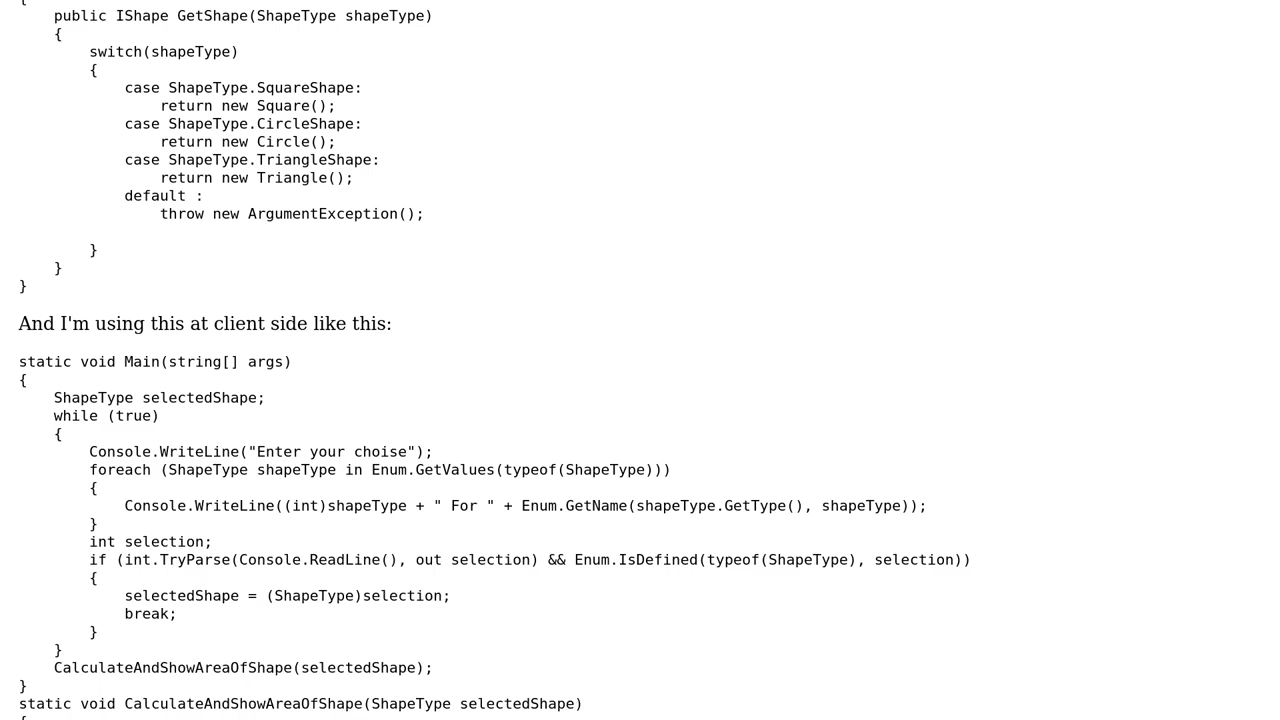 {
    public IShape GetShape(ShapeType shapeType)
    {
        switch(shapeType)
        {
            case ShapeType.SquareShape:
                return new Square();
            case ShapeType.CircleShape:
                return new Circle();
            case ShapeType.TriangleShape:
                return new Triangle();
            default :
                throw new ArgumentException();

        }
    }
}
And I'm using this at client side like this:
static void Main(string[] args)
{
    ShapeType selectedShape;
    while (true)
    {
        Console.WriteLine("Enter your choise");
        foreach (ShapeType shapeType in Enum.GetValues(typeof(ShapeType)))
        {
            Console.WriteLine((int)shapeType + " For " + Enum.GetName(shapeType.GetType(), shapeType));
        }
        int selection;
        if (int.TryParse(Console.ReadLine(), out selection) && Enum.IsDefined(typeof(ShapeType), selection))
        {
            selectedShape = (ShapeType)selection;
            break;
        }
    }
    CalculateAndShowAreaOfShape(selectedShape);
}
static void CalculateAndShowAreaOfShape(ShapeType selectedShape)
{